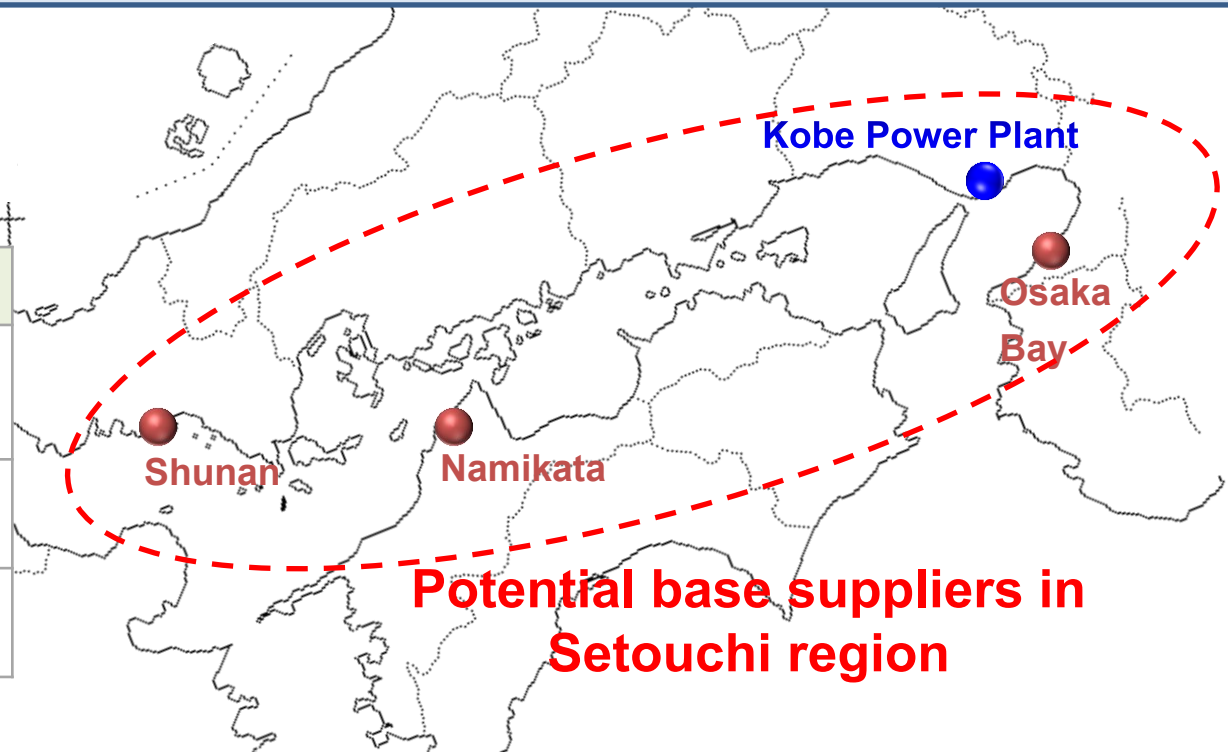 Kobe Power Plant
Osaka
Bay
Shunan
Namikata
Potential base suppliers in
Setouchi region